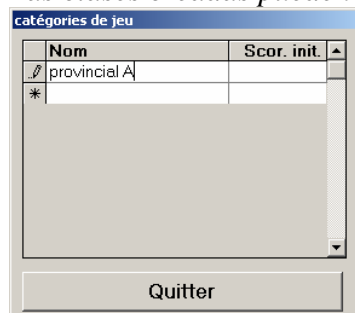 catégories de jeu
Nom Scor. init.
provincial A
Quitter